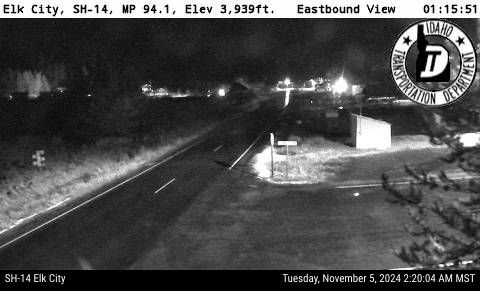 Elk City, SH-14, MP 94.1, Elev 3,939ft. Eastbound View 01:15:51
IDAHO
TRANSPORTATION DEPARTMENT
SH-14 Elk City Tuesday, November 5, 2024 2:20:04 AM MST